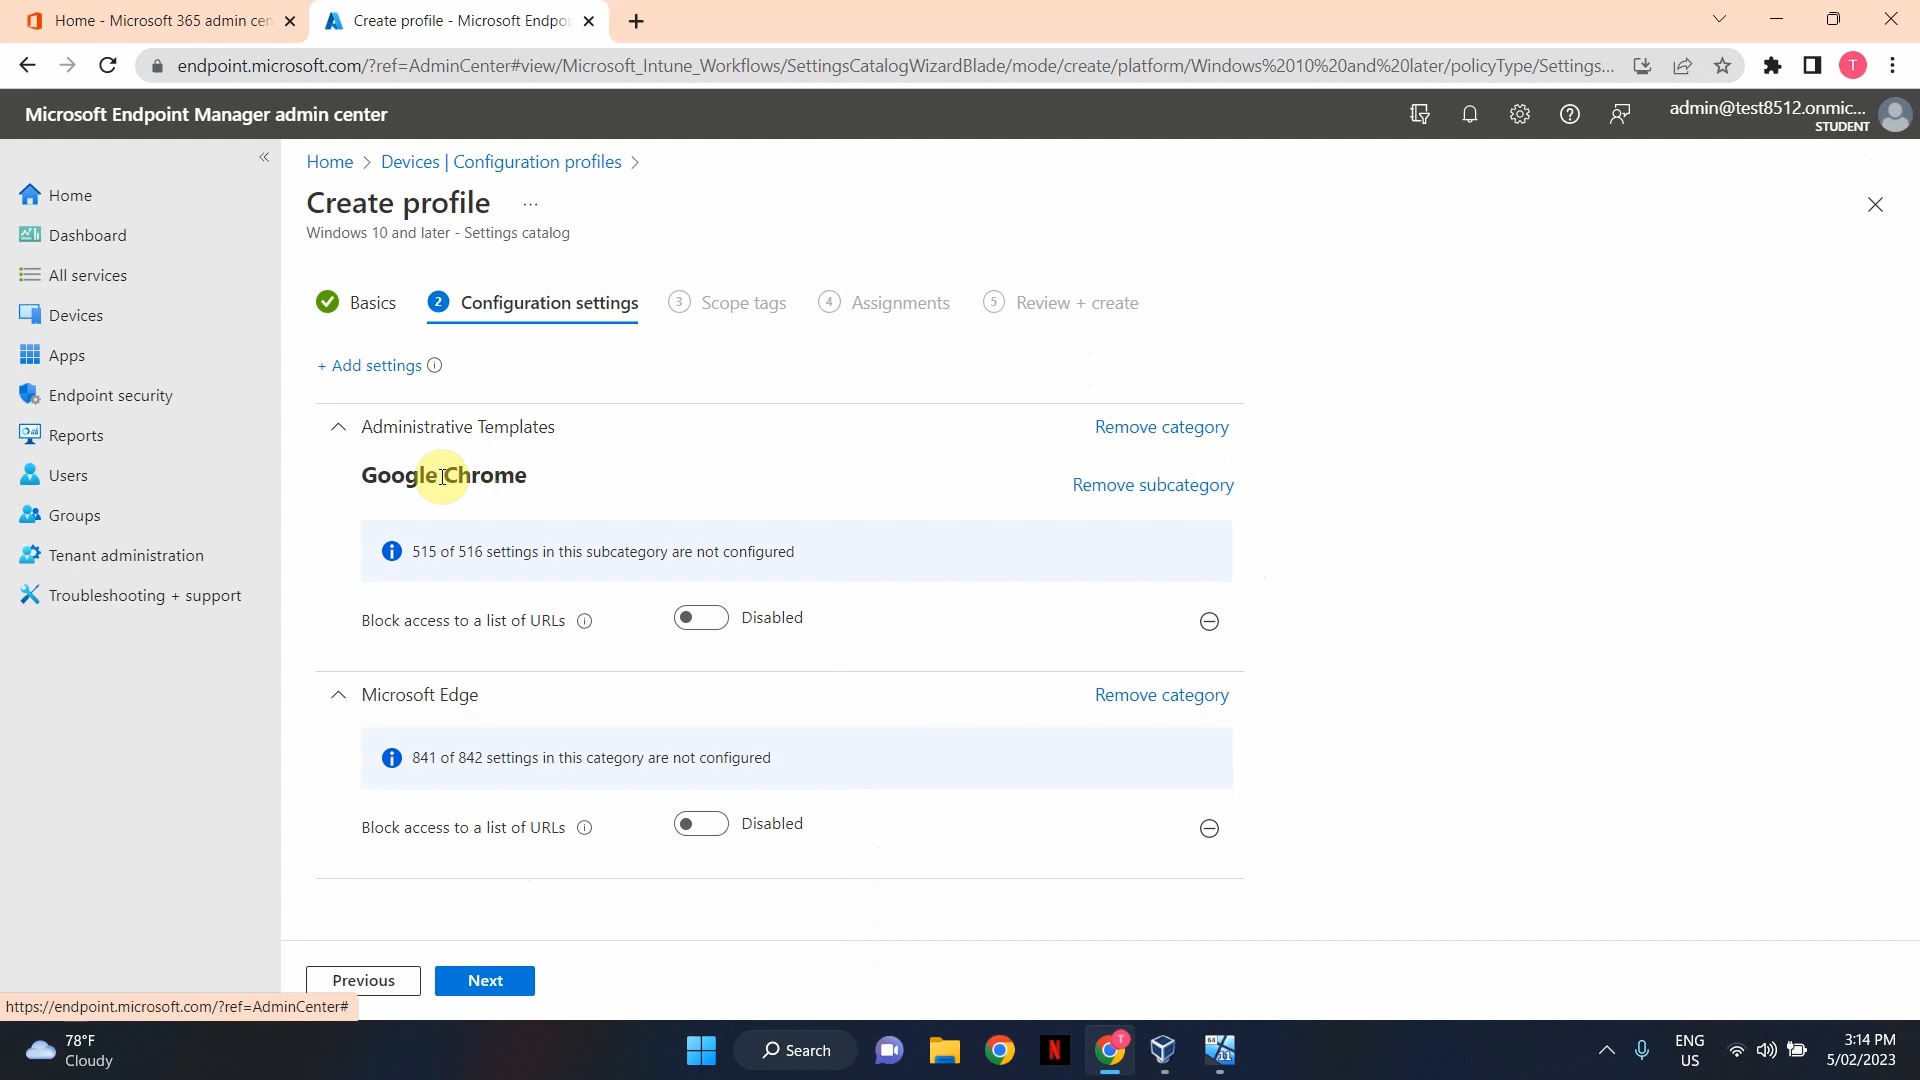 Home - Microsoft 365 admin cen
Create profile - Microsoft Endpoi
endpoint.microsoft.com/?ref=AdminCenter#view/Microsoft_Intune_Workflows/SettingsCatalogWizardBlade/mode/create/platform/Windows%2010%20and%20later/policyType/Settings...
T
Microsoft Endpoint Manager admin center
admin@test8512.onmic...
STUDENT
«
Home > Devices | Configuration profiles >
Home
Dashboard
All services
Devices
Apps
Endpoint security
Reports
Users
Groups
Tenant administration
Troubleshooting + support
Create profile ...
Windows 10 and later - Settings catalog
Basics
2 Configuration settings
3 Scope tags
4 Assignments
5 Review + create
+ Add settings
Administrative Templates
Remove category
Google Chrome
Remove subcategory
515 of 516 settings in this subcategory are not configured
Block access to a list of URLs
Disabled
Microsoft Edge
Remove category
841 of 842 settings in this category are not configured
Block access to a list of URLs
Disabled
Previous
Next
https://endpoint.microsoft.com/?ref=AdminCenter#
78°F
Cloudy
Search
N
T
64
11
ENG
US
3:14 PM
5/02/2023